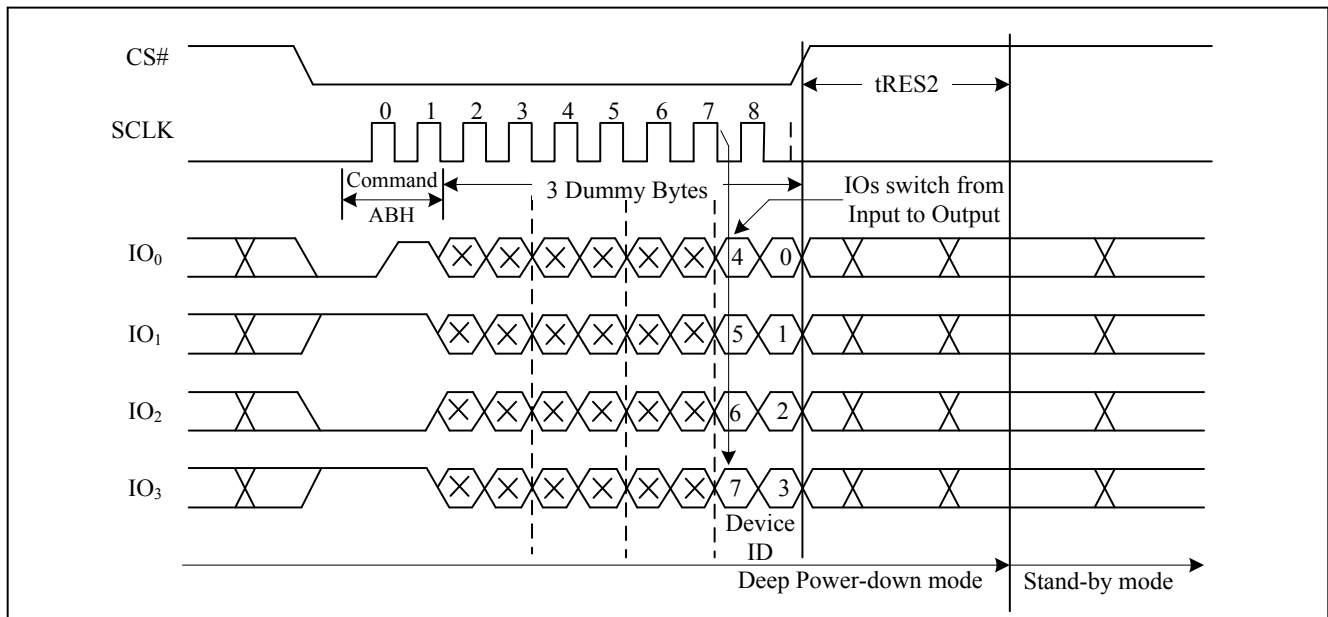 CS#
tRES2
0 1 2 3 4 5 6 7 8
SCLK
Command
ABH
3 Dummy Bytes
IOs switch from
Input to Output
IO₀
4 0
IO₁
5 1
IO₂
6 2
IO₃
7 3
Device
ID
Deep Power-down mode
Stand-by mode